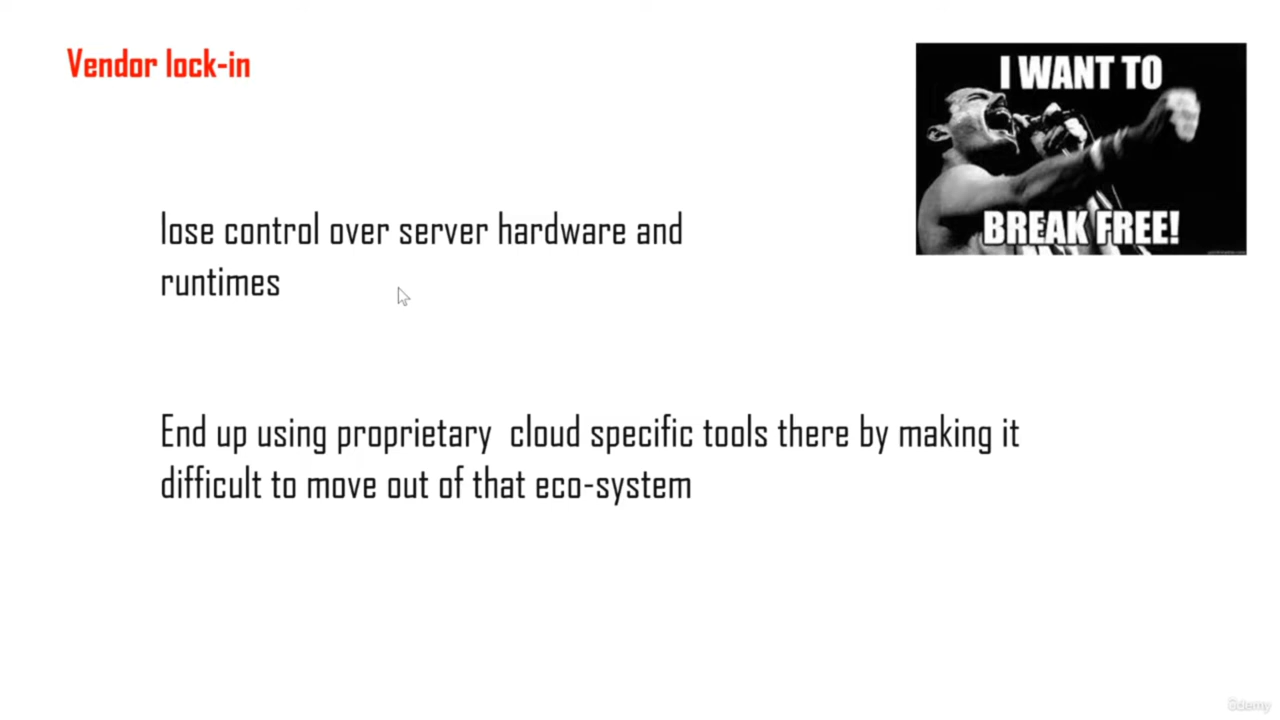 Vendor lock-in
I WANT TO
BREAK FREE!
lose control over server hardware and
runtimes
End up using proprietary cloud specific tools there by making it
difficult to move out of that eco-system
ûdemy